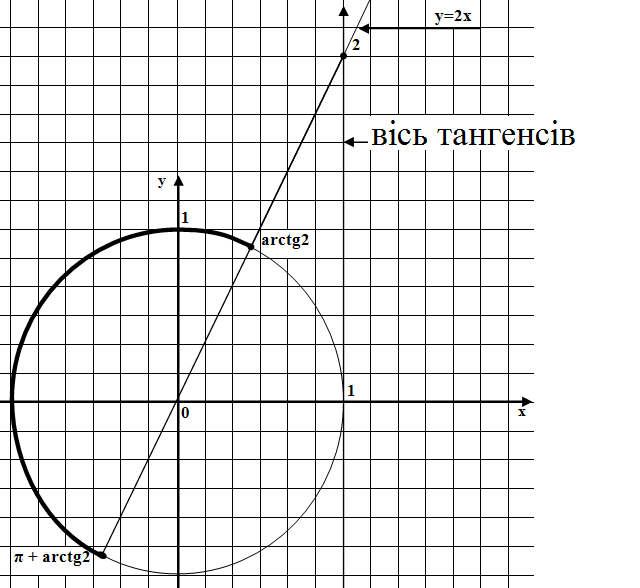 y=2x
2
вісь тангенсів
y
1
arctg2
1
0
x
π + arctg2